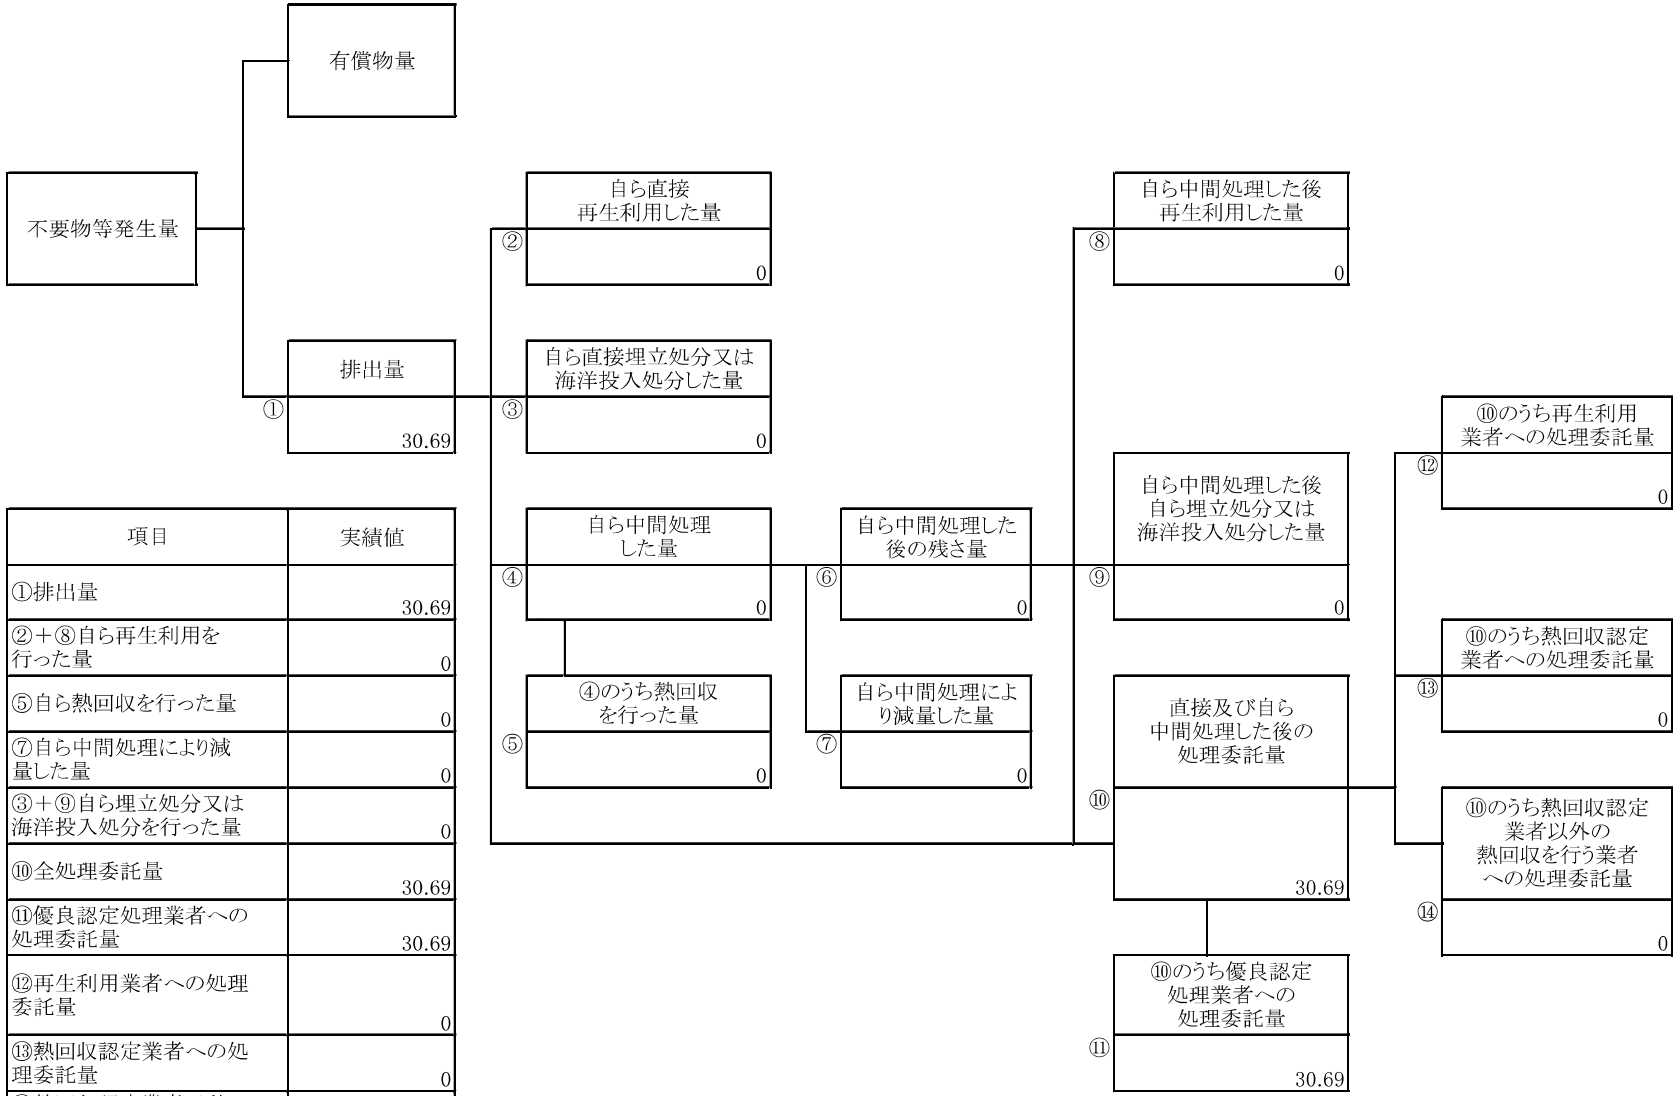 有償物量
不要物等発生量
自ら直接
再生利用した量
②
0
自ら中間処理した後
再生利用した量
⑧
0
排出量
①
30.69
自ら直接埋立処分又は
海洋投入処分した量
③
0
⑩のうち再生利用
業者への処理委託量
⑫
0
自ら中間処理
した量
④
0
自ら中間処理した
後の残さ量
⑥
0
自ら中間処理した後
自ら埋立処分又は
海洋投入処分した量
⑨
0
⑩のうち熱回収認定
業者への処理委託量
⑬
0
④のうち熱回収
を行った量
⑤
0
自ら中間処理によ
り減量した量
⑦
0
直接及び自ら
中間処理した後の
処理委託量
⑩
30.69
⑩のうち熱回収認定
業者以外の
熱回収を行う業者
への処理委託量
⑭
0
⑩のうち優良認定
処理業者への
処理委託量
⑪
30.69
項目
実績値
①排出量
30.69
②＋⑧自ら再生利用を
行った量
0
⑤自ら熱回収を行った量
0
⑦自ら中間処理により減
量した量
0
③＋⑨自ら埋立処分又は
海洋投入処分を行った量
0
⑩全処理委託量
30.69
⑪優良認定処理業者への
処理委託量
30.69
⑫再生利用業者への処理
委託量
0
⑬熱回収認定業者への処
理委託量
0